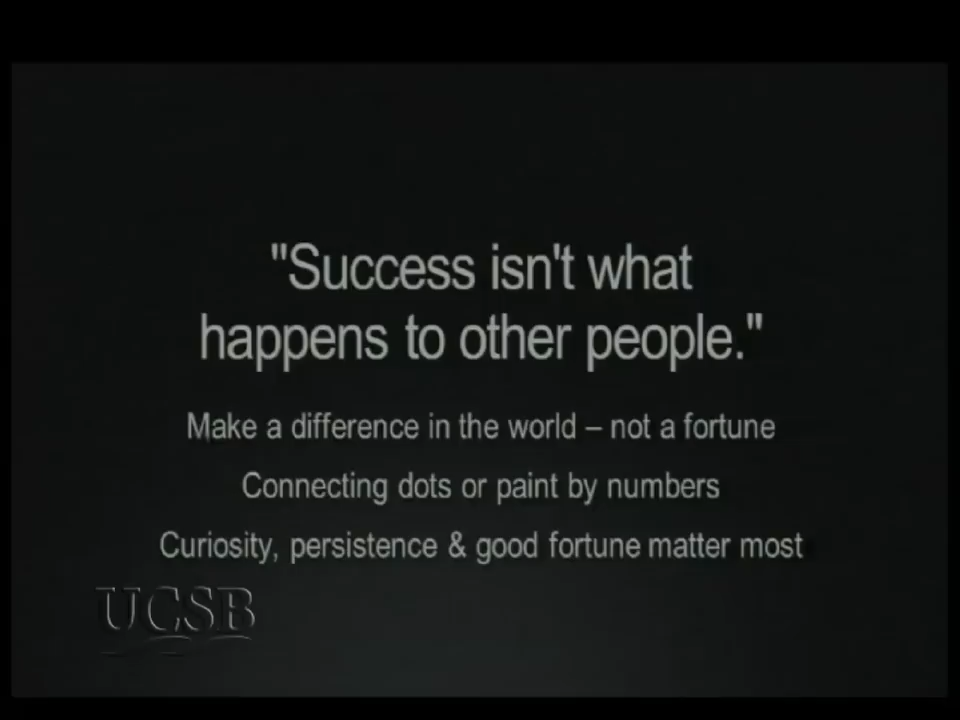 "Success isn't what
happens to other people."
Make a difference in the world – not a fortune
Connecting dots or paint by numbers
Curiosity, persistence & good fortune matter most
UCSB